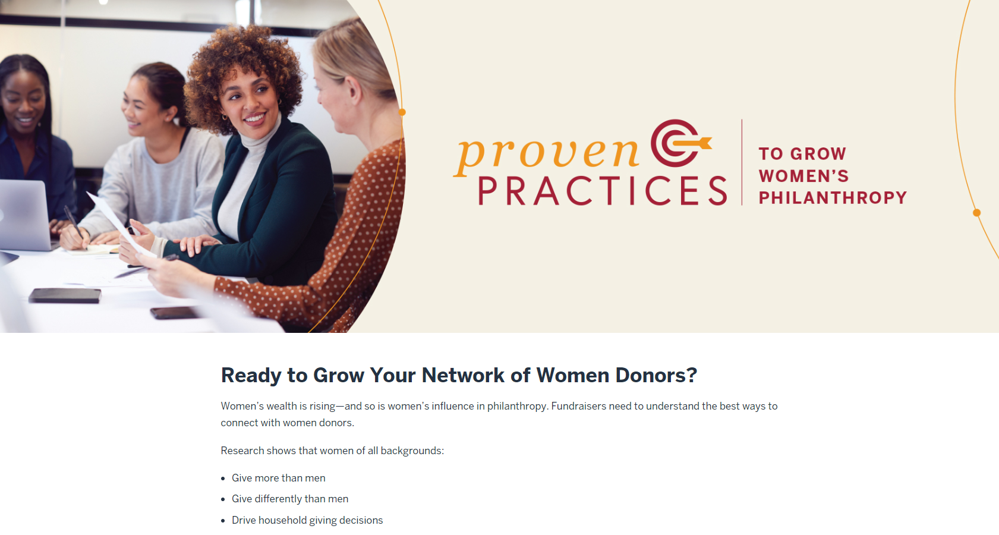 proven
PRACTICES
TO GROW
WOMEN'S
PHILANTHROPY
Ready to Grow Your Network of Women Donors?
Women's wealth is rising—and so is women's influence in philanthropy. Fundraisers need to understand the best ways to
connect with women donors.
Research shows that women of all backgrounds:
• Give more than men
• Give differently than men
• Drive household giving decisions